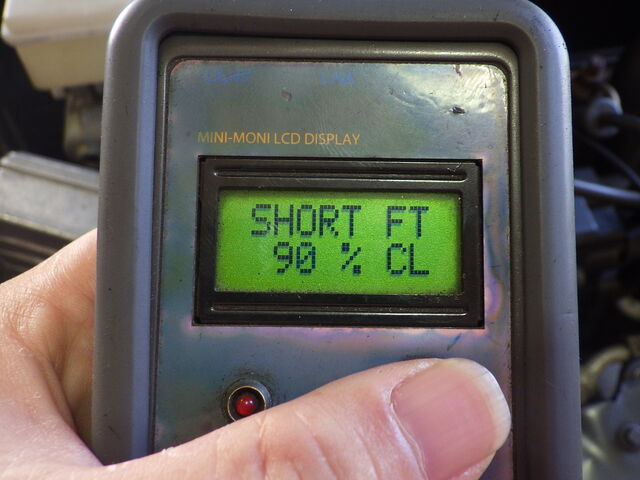 MINI-MONI LCD DISPLAY
SHORT FT
90 % CL